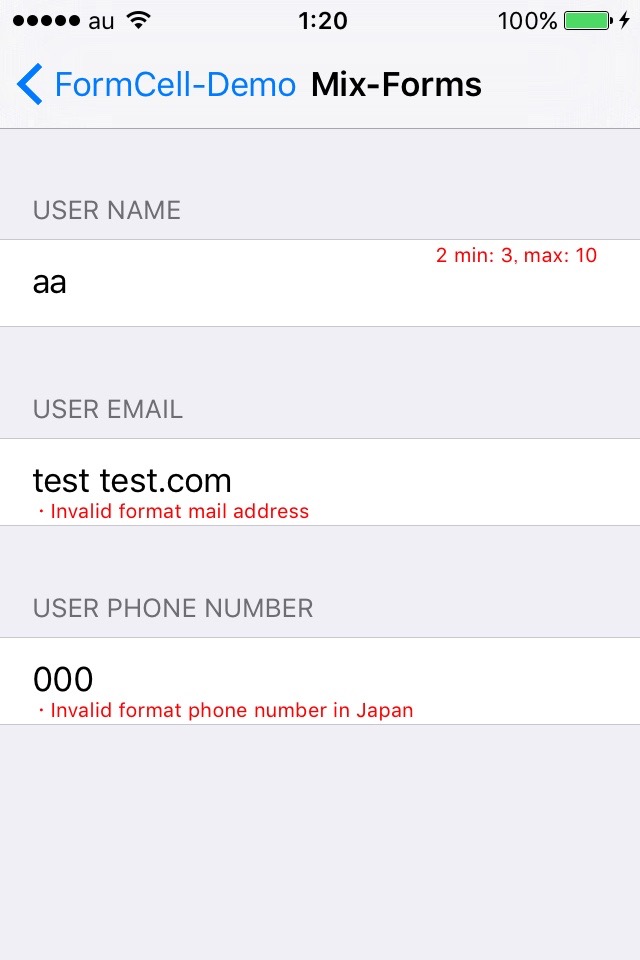 au 1:20 100%
FormCell-Demo Mix-Forms
USER NAME
2 min: 3, max: 10
aa
USER EMAIL
test test.com
・Invalid format mail address
USER PHONE NUMBER
000
・Invalid format phone number in Japan